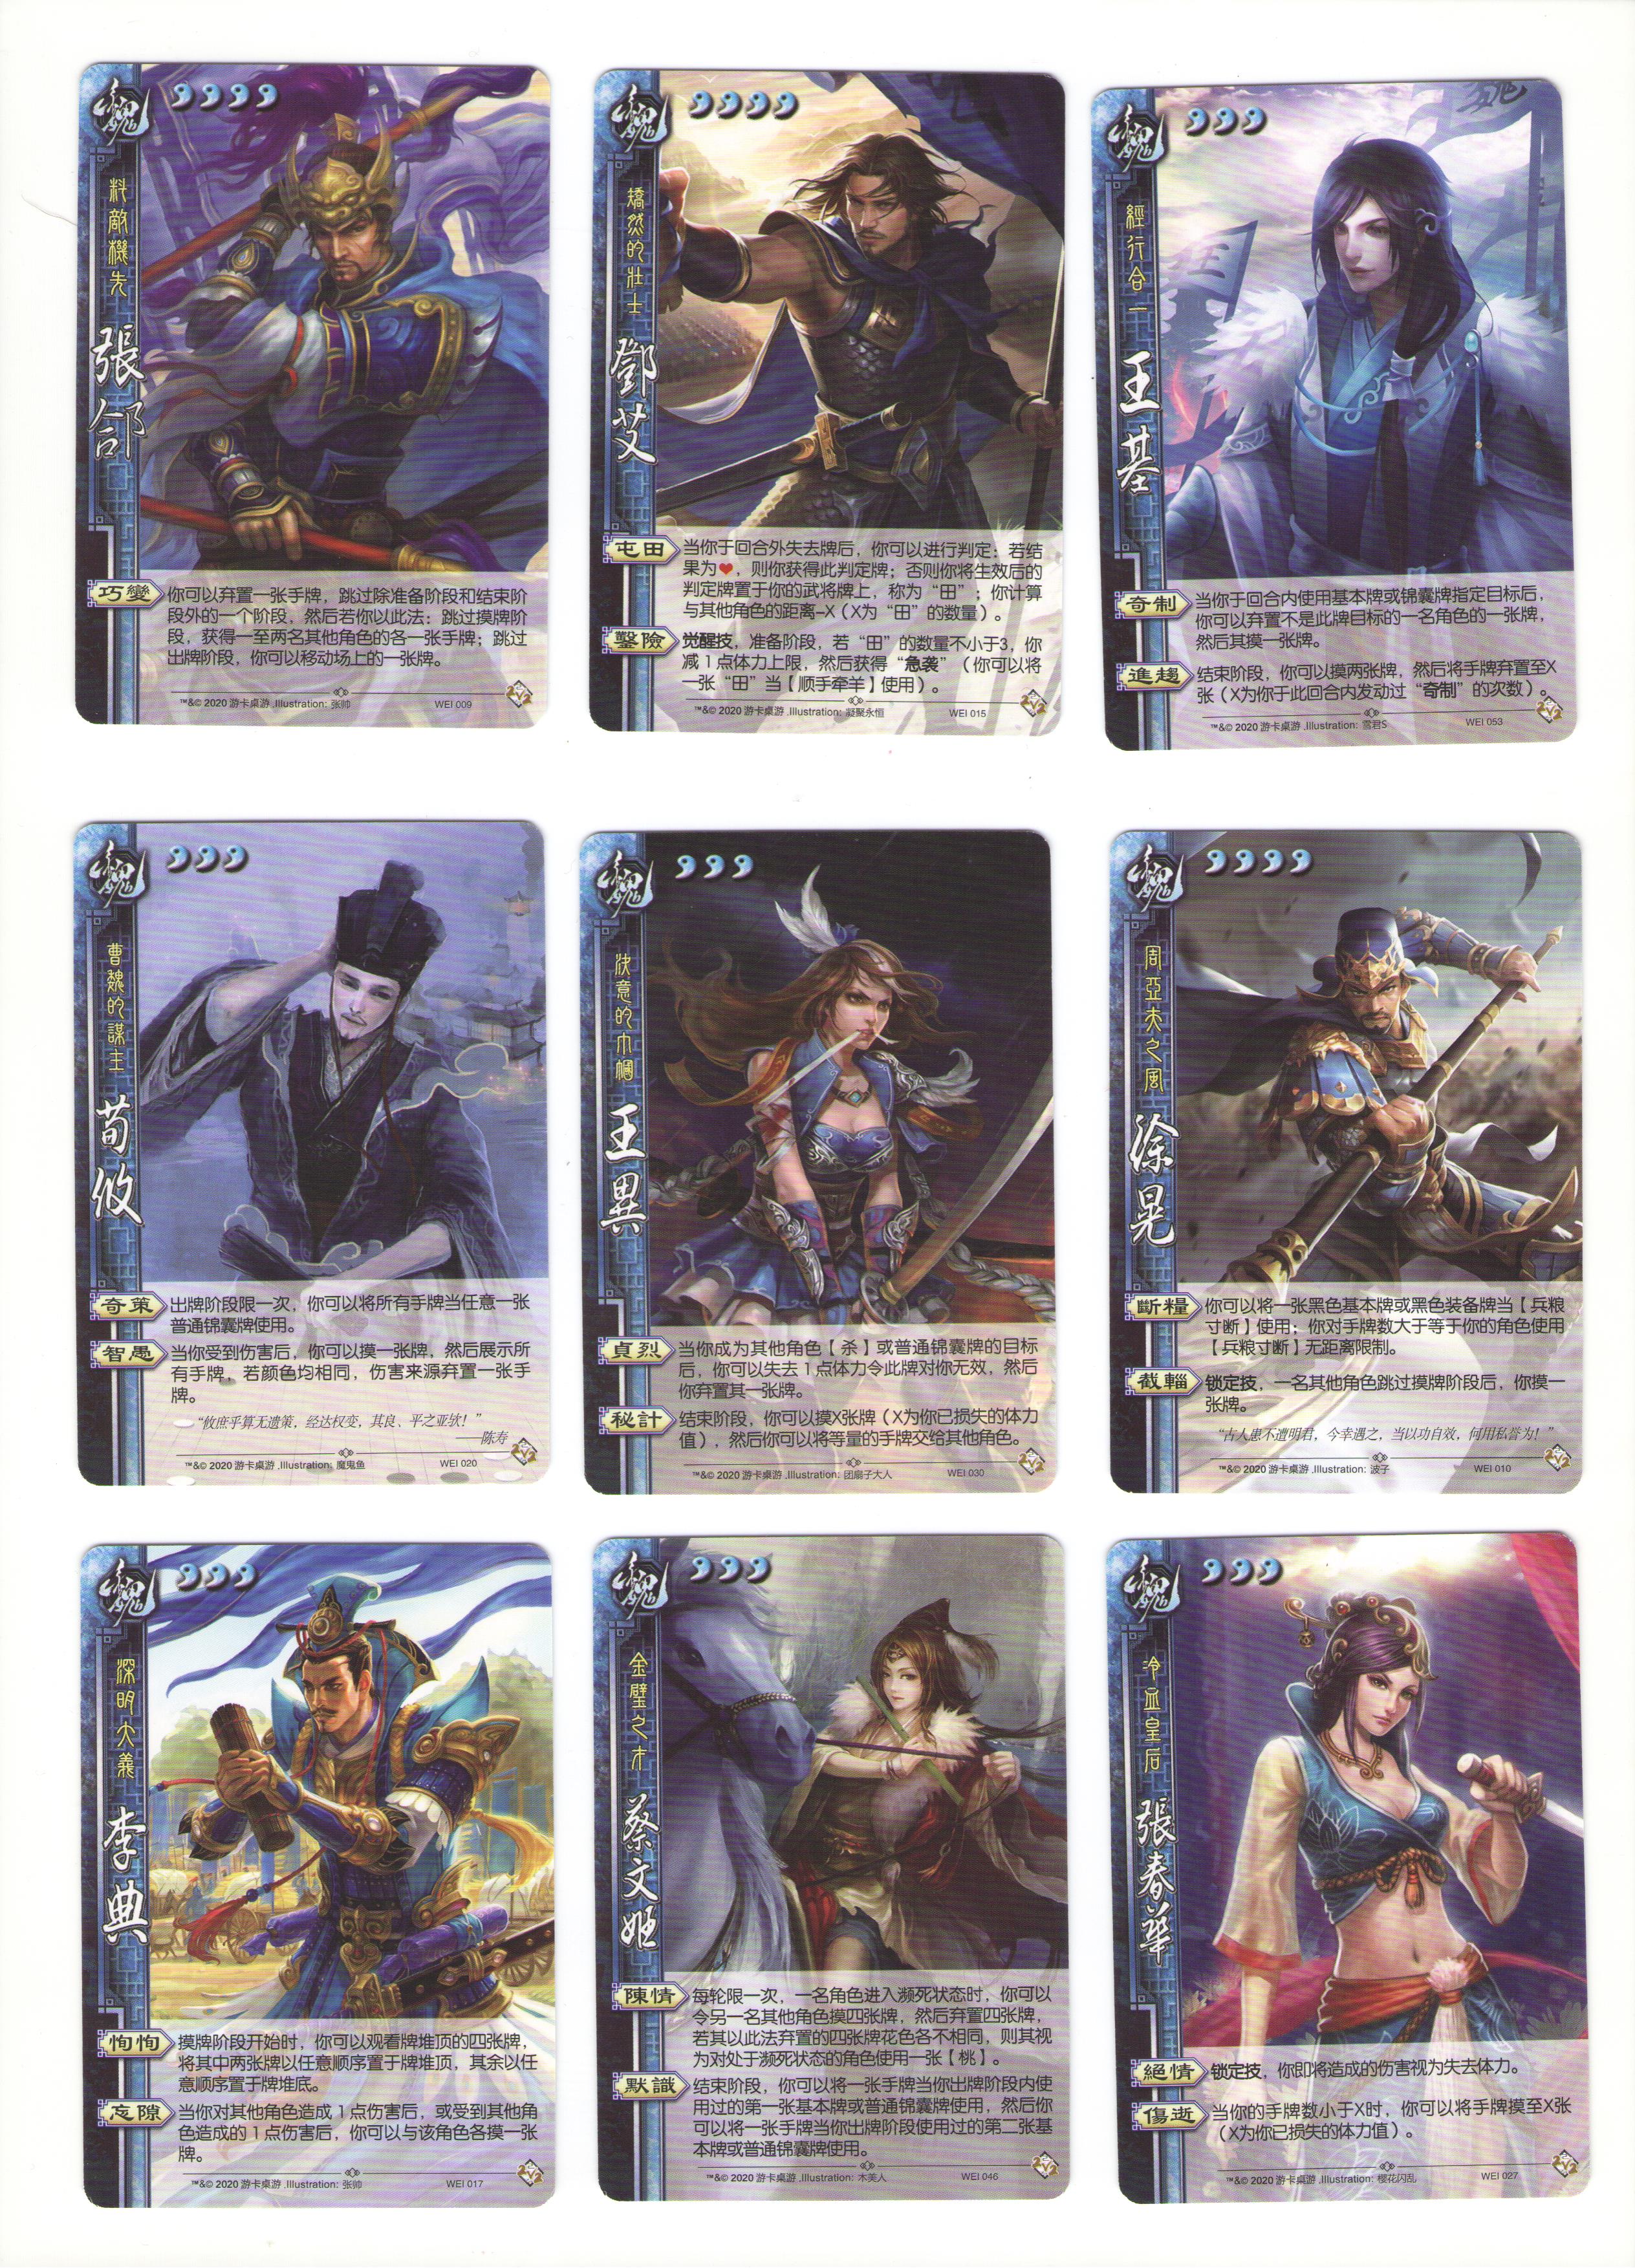 魏
料敵機先
張郃
巧變
你可以弃置一张手牌，跳过除准备阶段和结束阶
段外的一个阶段，然后若你以此法：跳过摸牌阶
段，获得一至两名其他角色的各一张手牌；跳过
出牌阶段，你可以移动场上的一张牌。
™&© 2020 游卡桌游 .Illustration: 张帅 WEI 009
魏
矯然的壯士
鄧艾
屯田
当你于回合外失去牌后，你可以进行判定：若结
果为♥，则你获得此判定牌；否则你将生效后的
判定牌置于你的武将牌上，称为“田”；你计算
与其他角色的距离-X（X为“田”的数量）。
鑿險
觉醒技，准备阶段，若“田”的数量不小于3，你
减1点体力上限，然后获得“急袭”（你可以将
一张“田”当【顺手牵羊】使用）。
™&© 2020 游卡桌游 .Illustration: 凝聚永恒 WEI 015
魏
經行合一
王基
奇制
当你于回合内使用基本牌或锦囊牌指定目标后，
你可以弃置不是此牌目标的一名角色的一张牌，
然后其摸一张牌。
進趨
结束阶段，你可以摸两张牌，然后将手牌弃置至X
张（X为你于此回合内发动过“奇制”的次数）。
™&© 2020 游卡桌游 .Illustration: 雪君S WEI 053
魏
曹魏的謀主
荀攸
奇策
出牌阶段限一次，你可以将所有手牌当任意一张
普通锦囊牌使用。
智愚
当你受到伤害后，你可以摸一张牌，然后展示所
有手牌，若颜色均相同，伤害来源弃置一张手
牌。
“攸庶乎算无遗策，经达权变，其良、平之亚欤！”
——陈寿
™&© 2020 游卡桌游 .Illustration: 魔鬼鱼 WEI 020
魏
決意的巾幗
王異
貞烈
当你成为其他角色【杀】或普通锦囊牌的目标
后，你可以失去1点体力令此牌对你无效，然后
你弃置其一张牌。
秘計
结束阶段，你可以摸X张牌（X为你已损失的体力
值），然后你可以将等量的手牌交给其他角色。
™&© 2020 游卡桌游 .Illustration: 团扇子大人 WEI 030
魏
周亞夫之風
徐晃
斷糧
你可以将一张黑色基本牌或黑色装备牌当【兵粮
寸断】使用；你对手牌数大于等于你的角色使用
【兵粮寸断】无距离限制。
截輜
锁定技，一名其他角色跳过摸牌阶段后，你摸一
张牌。
“古人患不遭明君，今幸遇之，当以功自效，何用私誉为！”
™&© 2020 游卡桌游 .Illustration: 波子 WEI 010
魏
深明大義
李典
恂恂
摸牌阶段开始时，你可以观看牌堆顶的四张牌，
将其中两张牌以任意顺序置于牌堆顶，其余以任
意顺序置于牌堆底。
忘隙
当你对其他角色造成1点伤害后，或受到其他角
色造成的1点伤害后，你可以与该角色各摸一张
牌。
™&© 2020 游卡桌游 .Illustration: 张帅 WEI 017
魏
金璧之才
蔡文姬
陳情
每轮限一次，一名角色进入濒死状态时，你可以
令另一名其他角色摸四张牌，然后弃置四张牌，
若其以此法弃置的四张牌花色各不相同，则其视
为对处于濒死状态的角色使用一张【桃】。
默識
结束阶段，你可以将一张手牌当你出牌阶段内使
用过的第一张基本牌或普通锦囊牌使用，然后你
可以将一张手牌当你出牌阶段使用过的第二张基
本牌或普通锦囊牌使用。
™&© 2020 游卡桌游 .Illustration: 木美人 WEI 046
魏
冷血皇后
張春華
絕情
锁定技，你即将造成的伤害视为失去体力。
傷逝
当你的手牌数小于X时，你可以将手牌摸至X张
（X为你已损失的体力值）。
™&© 2020 游卡桌游 .Illustration: 樱花闪乱 WEI 027